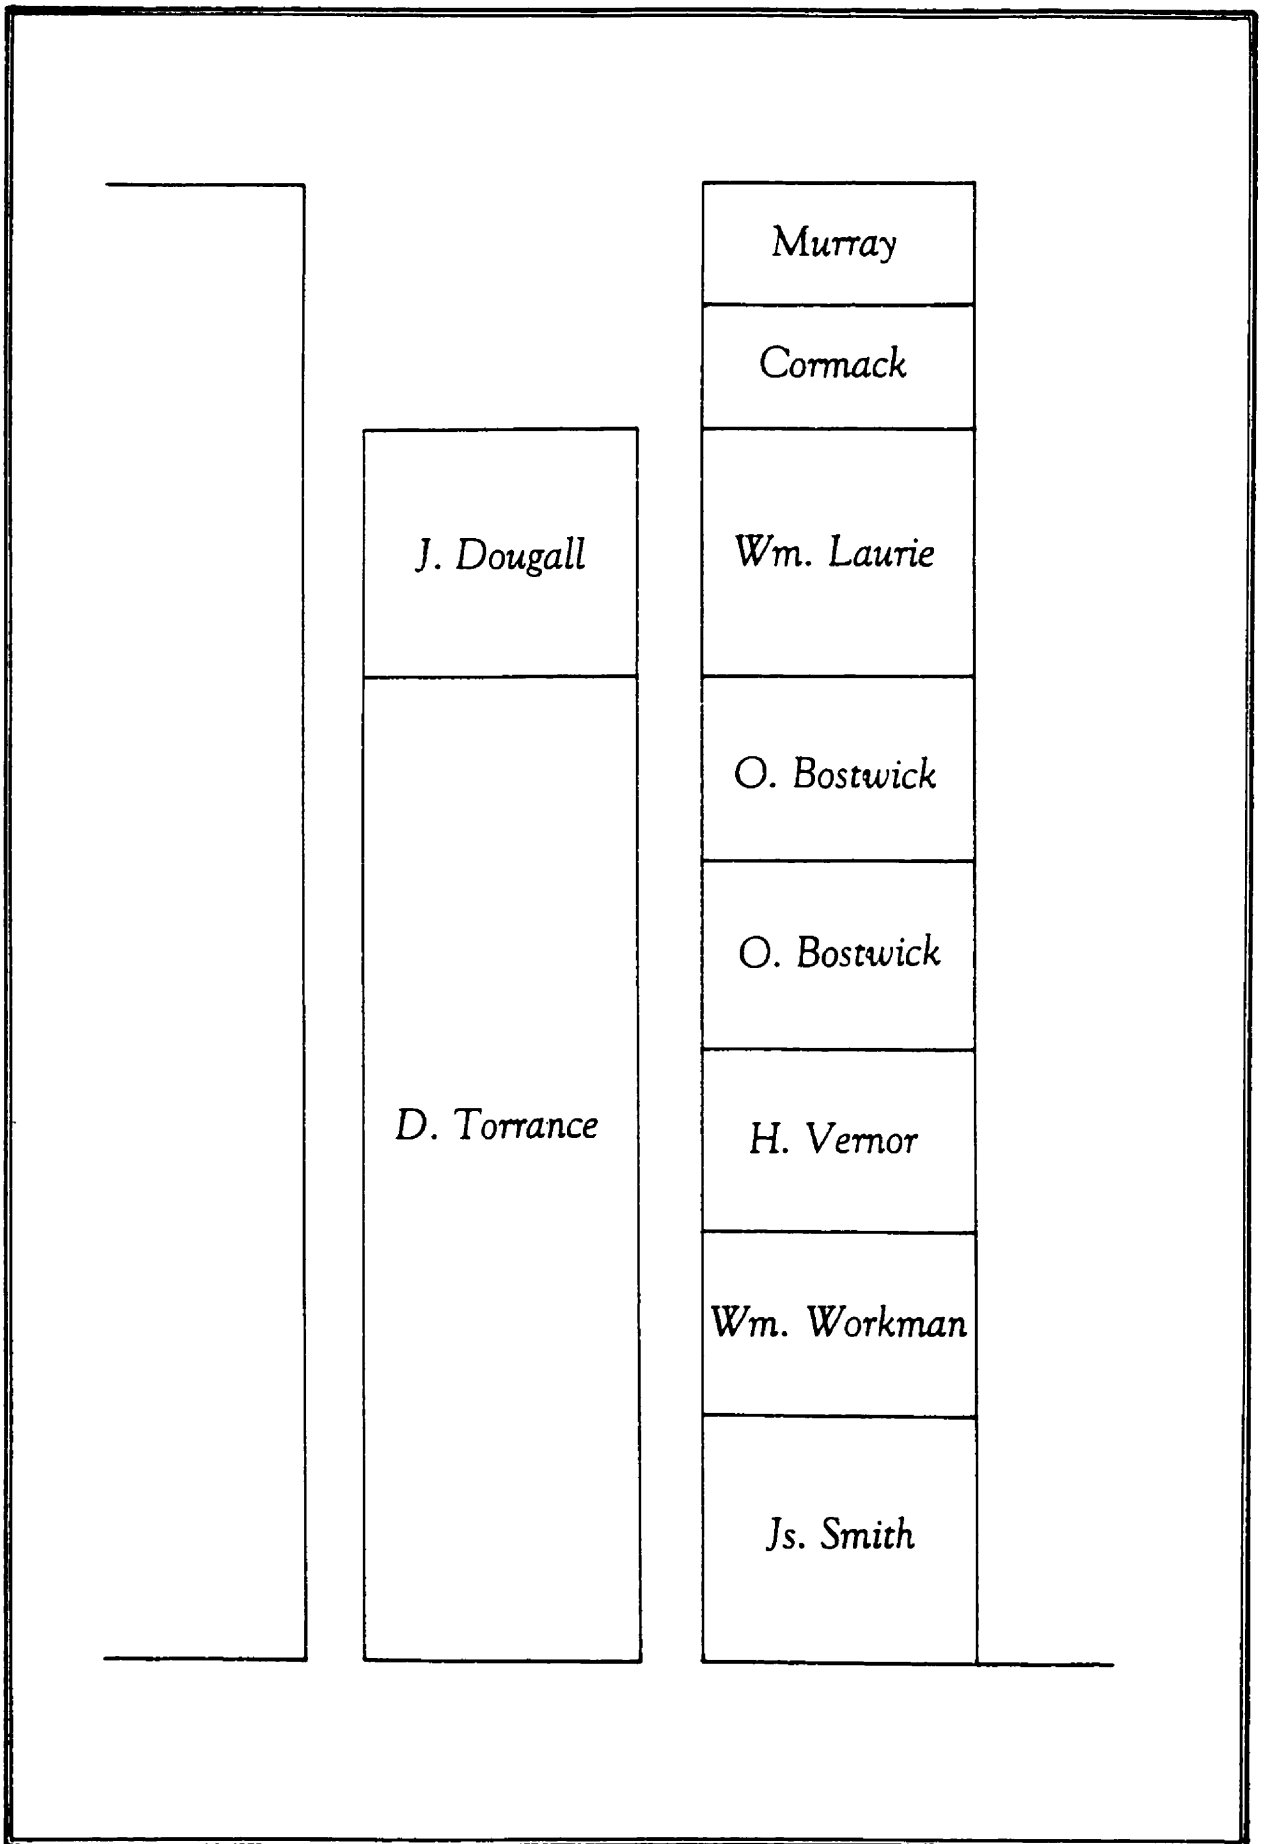 Murray
Cormack
J. Dougall
Wm. Laurie
O. Bostwick
O. Bostwick
D. Torrance
H. Vernor
Wm. Workman
Js. Smith